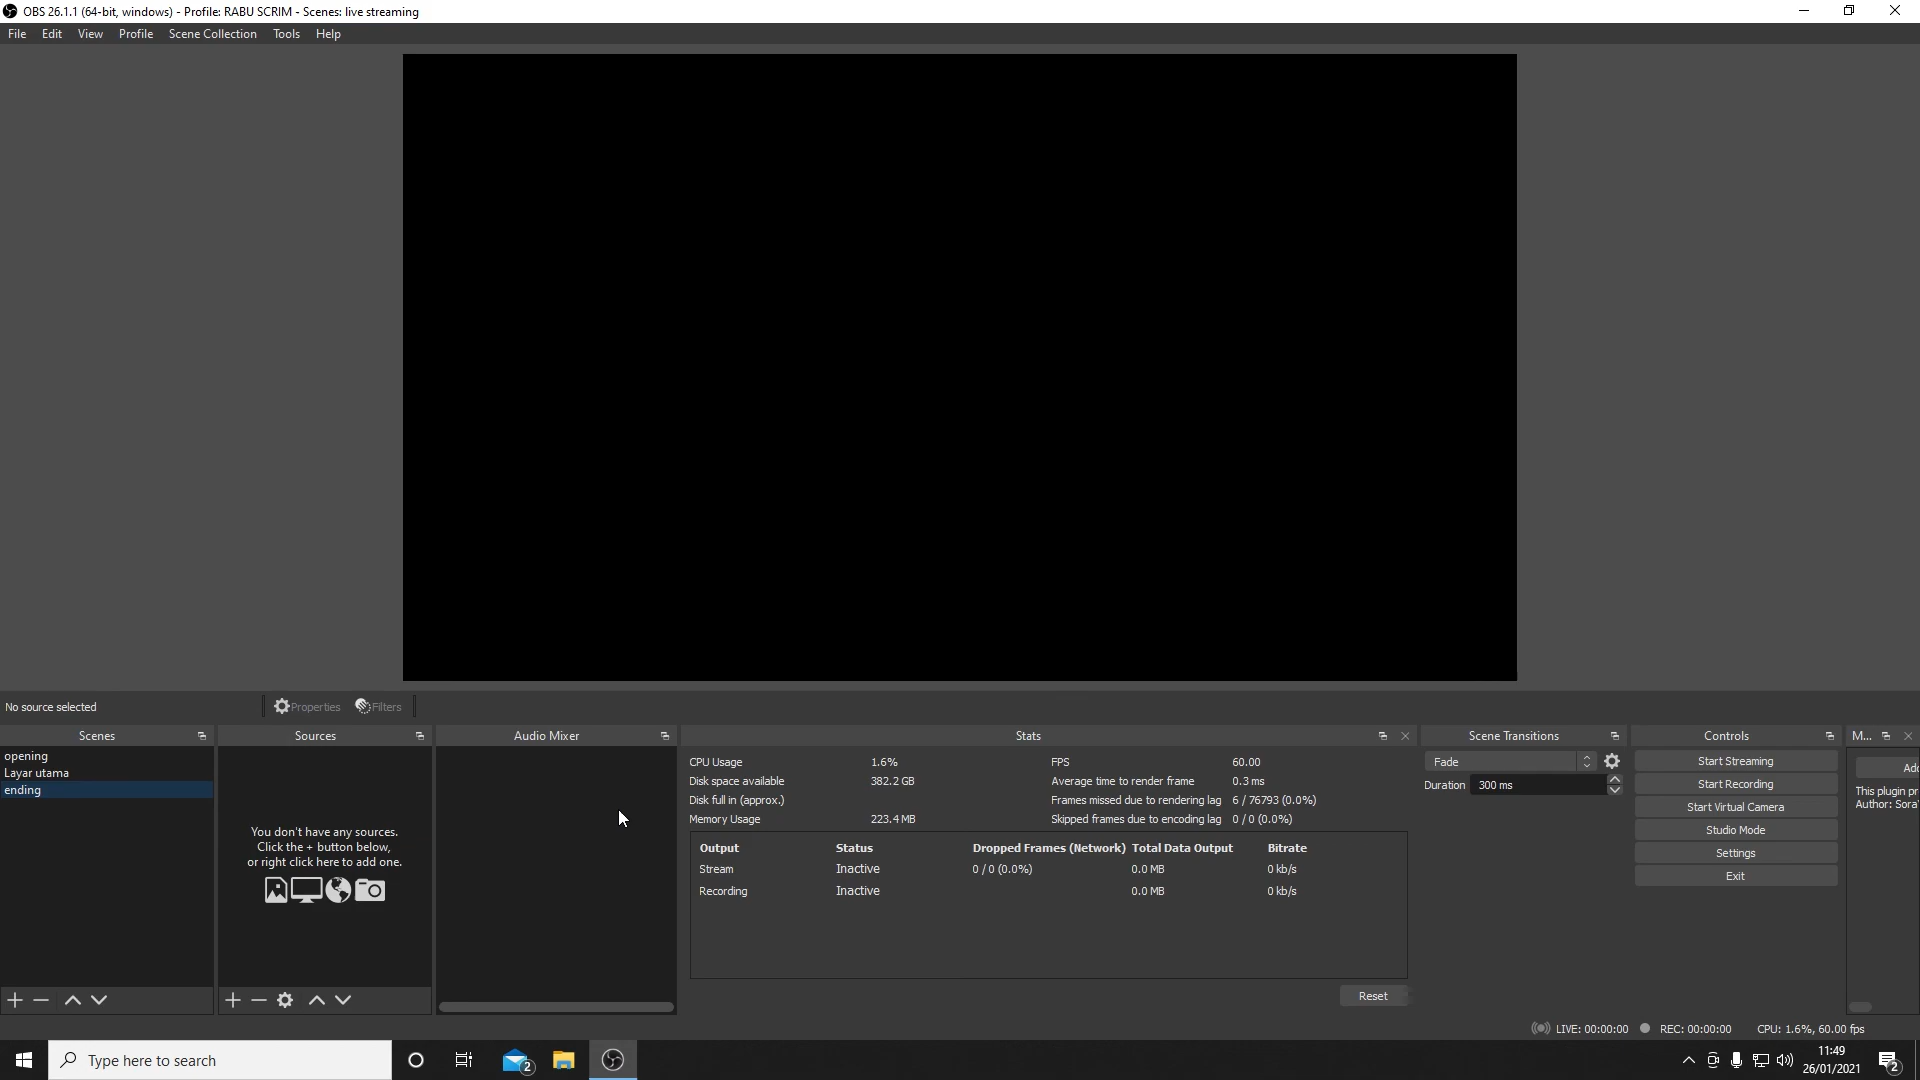 OBS 26.1.1 (64-bit, windows) - Profile: RABU SCRIM - Scenes: live streaming
File Edit View Profile Scene Collection Tools Help
No source selected
Properties
Filters
Scenes
opening
Layar utama
ending
Sources
You don't have any sources.
Click the + button below,
or right click here to add one.
Audio Mixer
Stats
CPU Usage 1.6% FPS 60.00
Disk space available 382.2 GB Average time to render frame 0.3 ms
Disk full in (approx.) Frames missed due to rendering lag 6 / 76793 (0.0%)
Memory Usage 223.4 MB Skipped frames due to encoding lag 0 / 0 (0.0%)
Output Status Dropped Frames (Network) Total Data Output Bitrate
Stream Inactive 0 / 0 (0.0%) 0.0 MB 0 kb/s
Recording Inactive 0.0 MB 0 kb/s
Reset
Scene Transitions
Fade
Duration 300 ms
Controls
Start Streaming
Start Recording
Start Virtual Camera
Studio Mode
Settings
Exit
M...
This plugin
Author:
LIVE: 00:00:00 REC: 00:00:00 CPU: 1.6%, 60.00 fps
Type here to search
2
11:49
26/01/2021
2